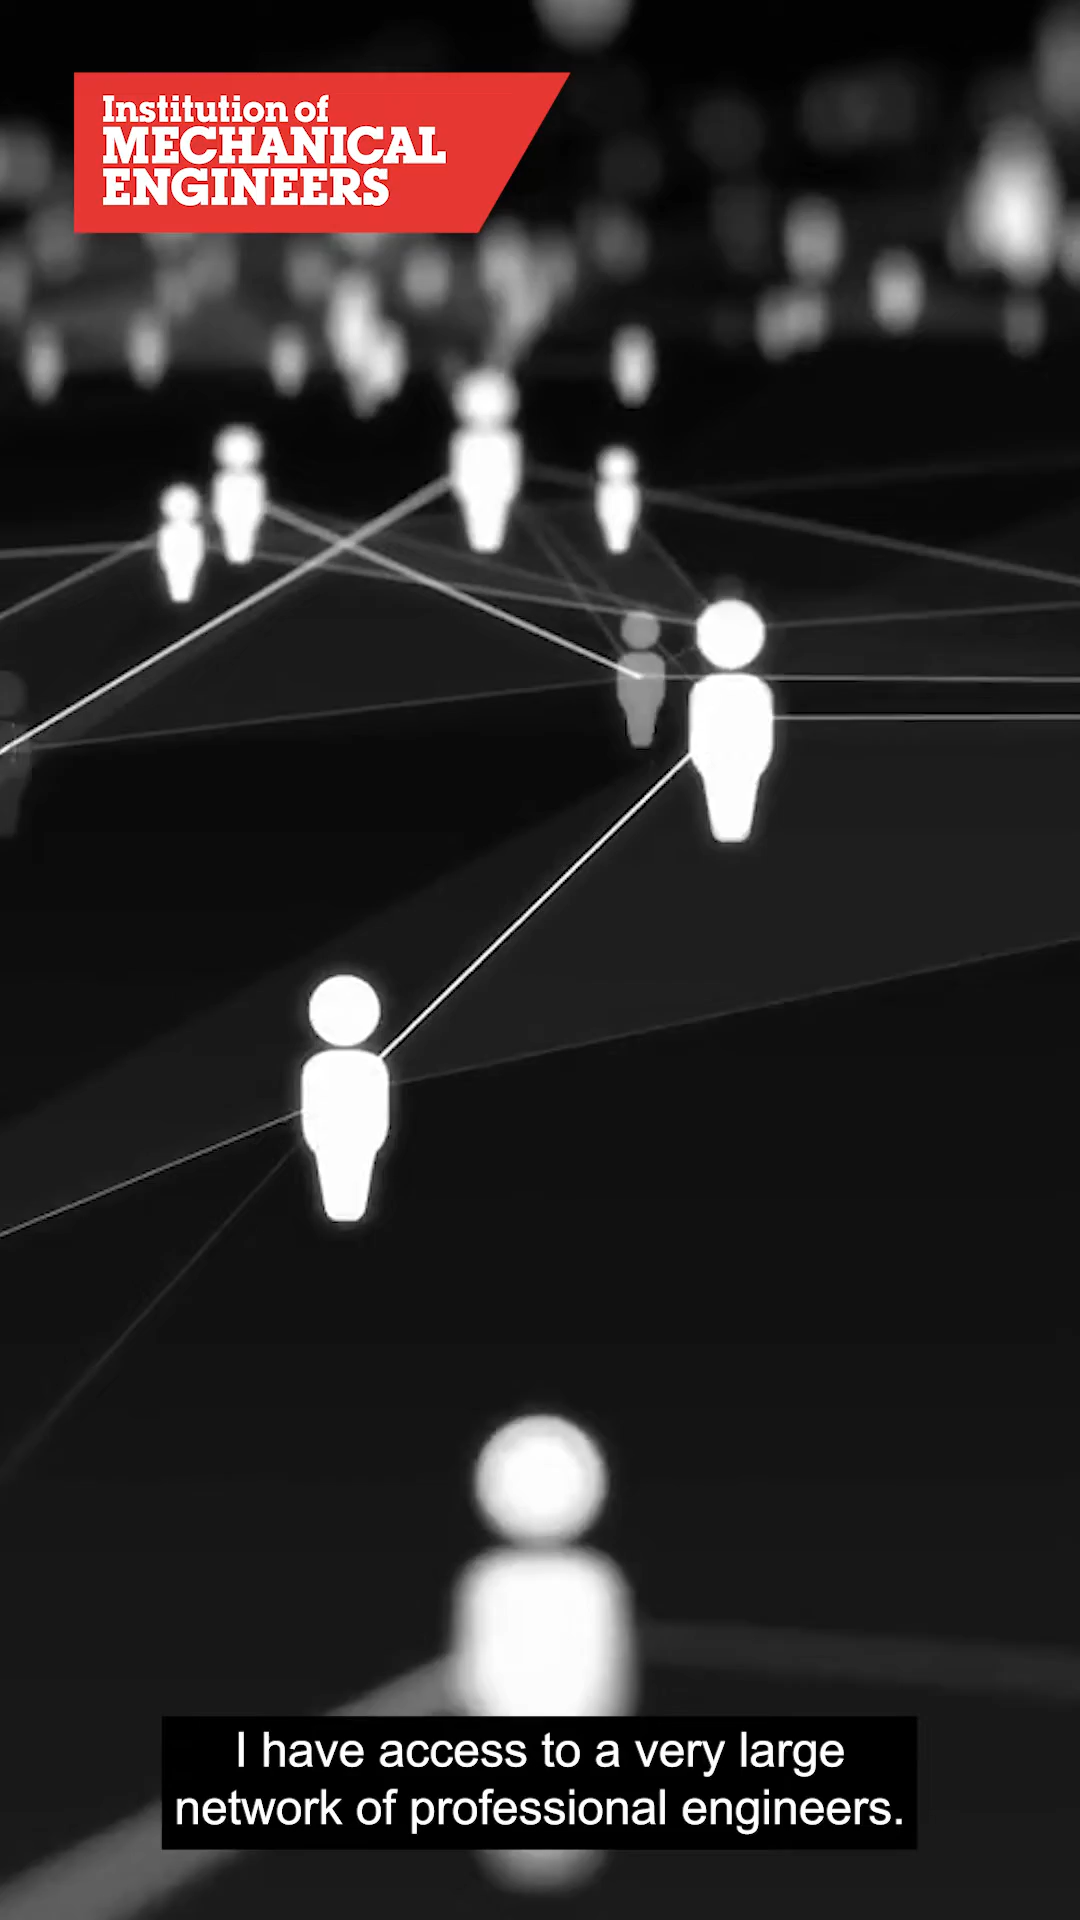 Institution of
MECHANICAL
ENGINEERS
I have access to a very large
network of professional engineers.